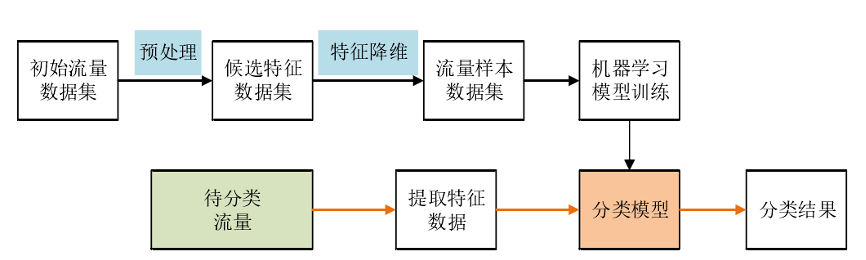 预处理
特征降维
初始流量
数据集
候选特征
数据集
流量样本
数据集
机器学习
模型训练
待分类
流量
提取特征
数据
分类模型
分类结果